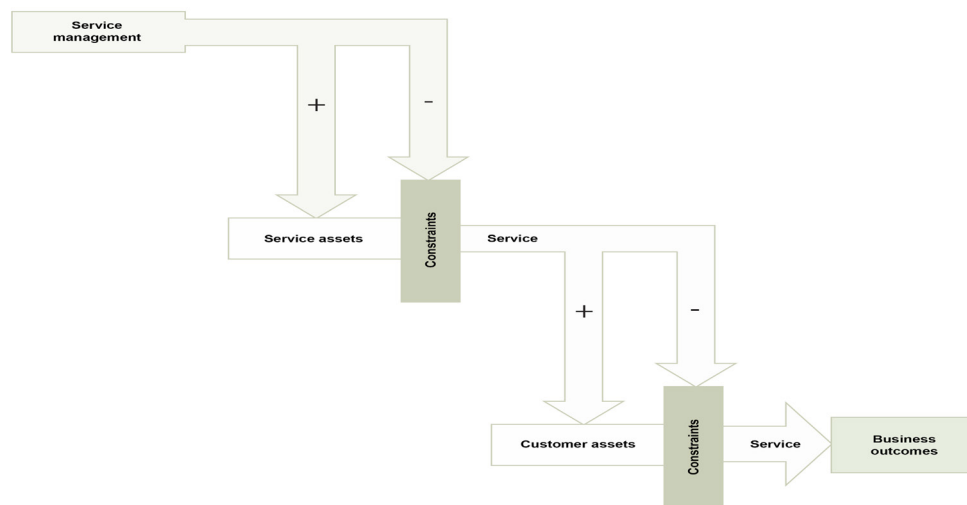 Service
management
+
-
Service assets
Constraints
Service
+
-
Customer assets
Constraints
Service
Business
outcomes